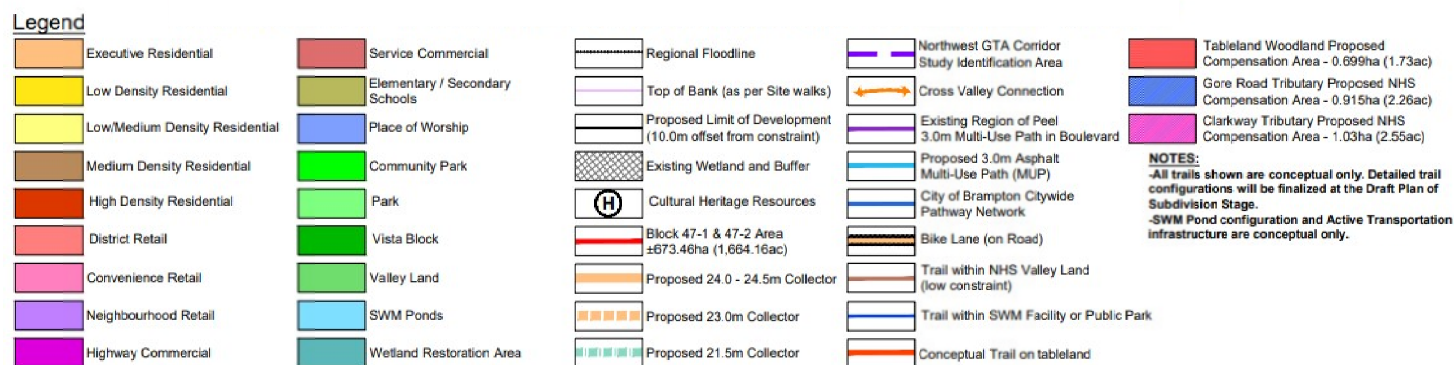 Legend
Executive Residential
Low Density Residential
Low/Medium Density Residential
Medium Density Residential
High Density Residential
District Retail
Convenience Retail
Neighbourhood Retail
Highway Commercial
Service Commercial
Elementary / Secondary
Schools
Place of Worship
Community Park
Park
Vista Block
Valley Land
SWM Ponds
Wetland Restoration Area
Regional Floodline
Top of Bank (as per Site walks)
Proposed Limit of Development
(10.0m offset from constraint)
Existing Wetland and Buffer
H
Cultural Heritage Resources
Block 47-1 & 47-2 Area
±673.46ha (1,664.16ac)
Proposed 24.0 - 24.5m Collector
Proposed 23.0m Collector
Proposed 21.5m Collector
Northwest GTA Corridor
Study Identification Area
Cross Valley Connection
Existing Region of Peel
3.0m Multi-Use Path in Boulevard
Proposed 3.0m Asphalt
Multi-Use Path (MUP)
City of Brampton Citywide
Pathway Network
Bike Lane (on Road)
Trail within NHS Valley Land
(low constraint)
Trail within SWM Facility or Public Park
Conceptual Trail on tableland
Tableland Woodland Proposed
Compensation Area - 0.699ha (1.73ac)
Gore Road Tributary Proposed NHS
Compensation Area - 0.915ha (2.26ac)
Clarkway Tributary Proposed NHS
Compensation Area - 1.03ha (2.55ac)
NOTES:
-All trails shown are conceptual only. Detailed trail
configurations will be finalized at the Draft Plan of
Subdivision Stage.
-SWM Pond configuration and Active Transportation
infrastructure are conceptual only.